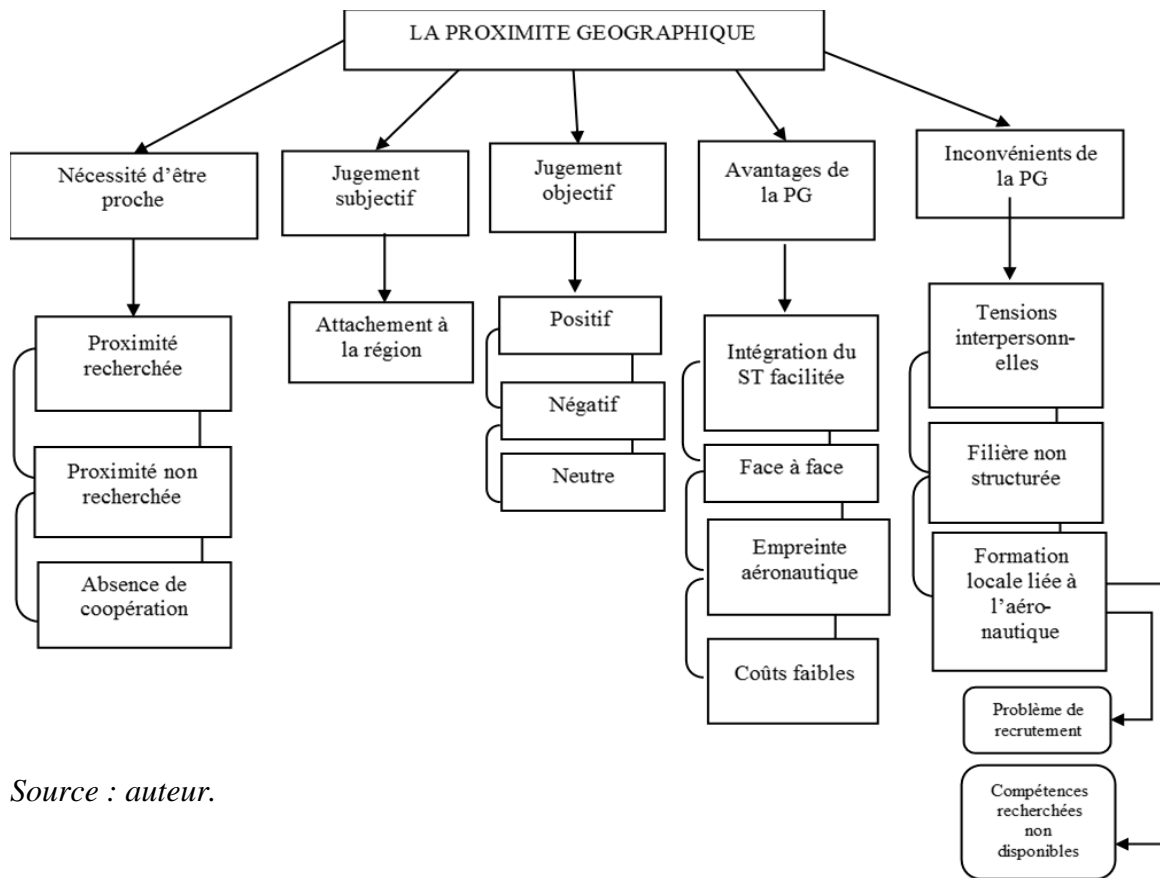 LA PROXIMITE GEOGRAPHIQUE
Nécessité d'être
proche
Jugement
subjectif
Jugement
objectif
Avantages de
la PG
Inconvénients de
la PG
Proximité
recherchée
Proximité non
recherchée
Absence de
coopération
Attachement à
la région
Positif
Négatif
Neutre
Intégration du
ST facilitée
Face à face
Empreinte
aéronautique
Coûts faibles
Tensions
interpersonn-
elles
Filière non
structurée
Formation
locale liée à
l'aéro-
nautique
Problème de
recrutement
Compétences
recherchées
non
disponibles
Source : auteur.